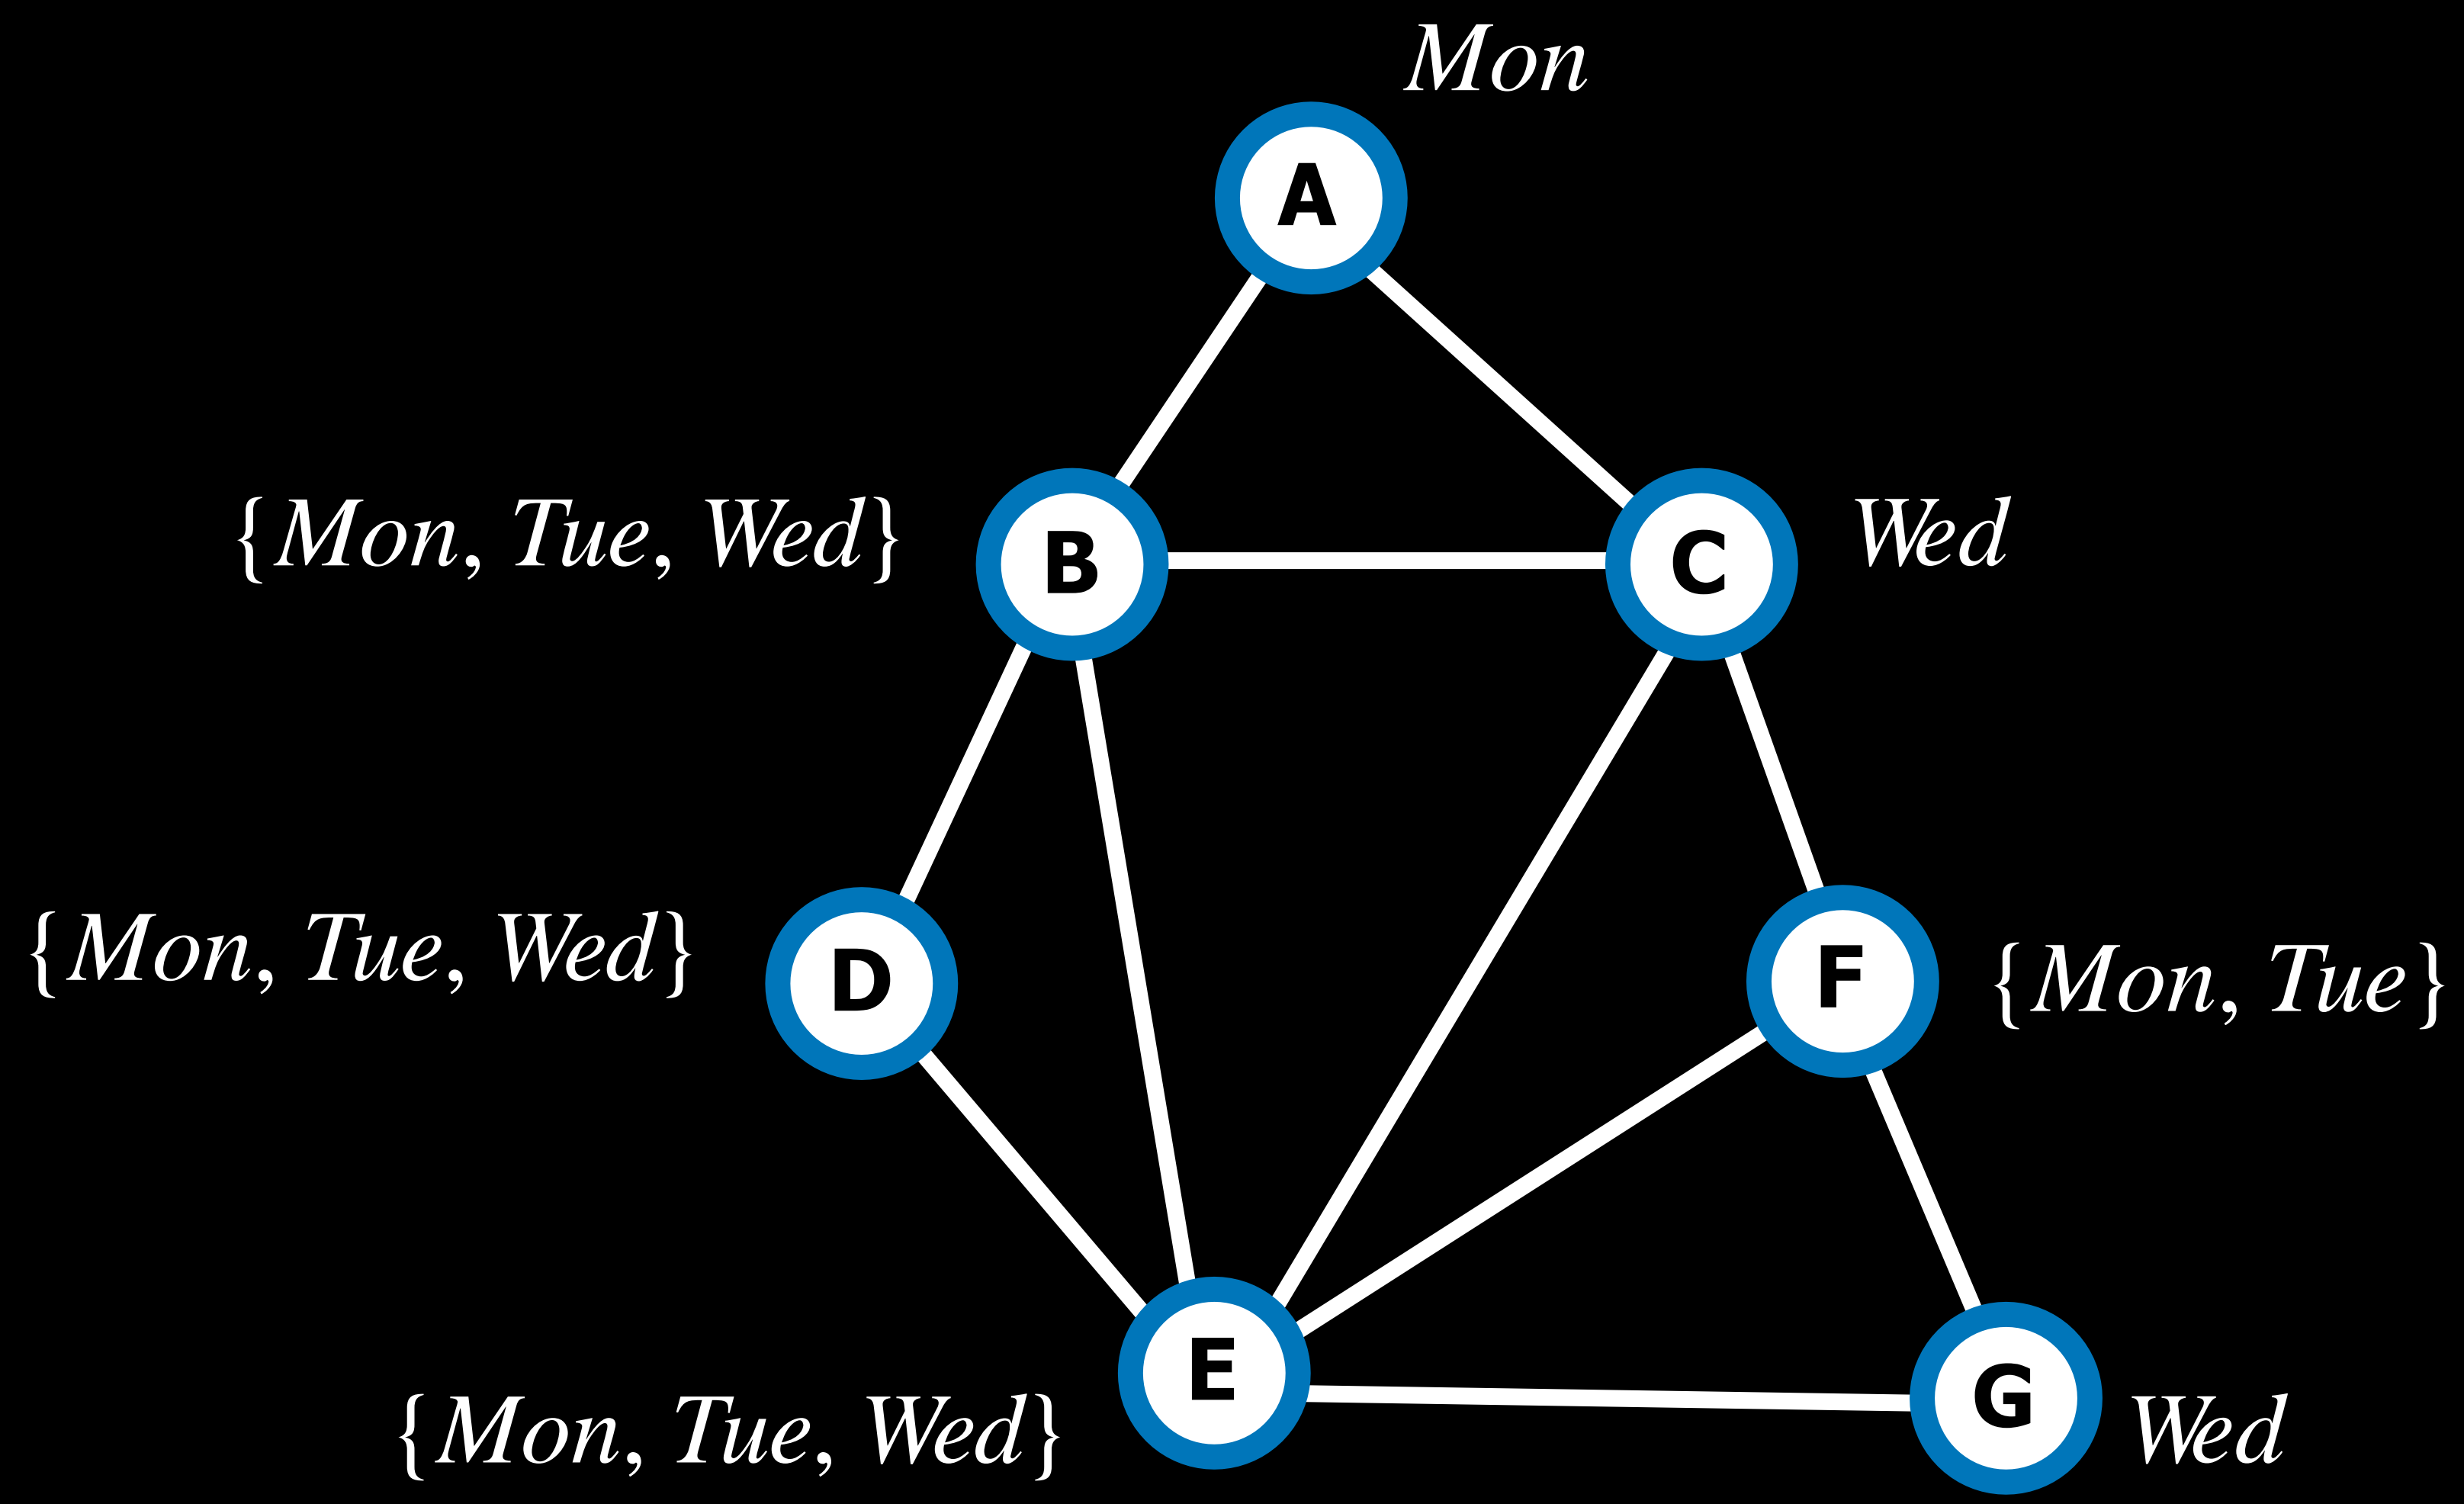 Mon
A
{Mon, Tue, Wed}
B
C
Wed
{Mon, Tue, Wed}
D
F
{Mon, Tue}
E
{Mon, Tue, Wed}
G
Wed